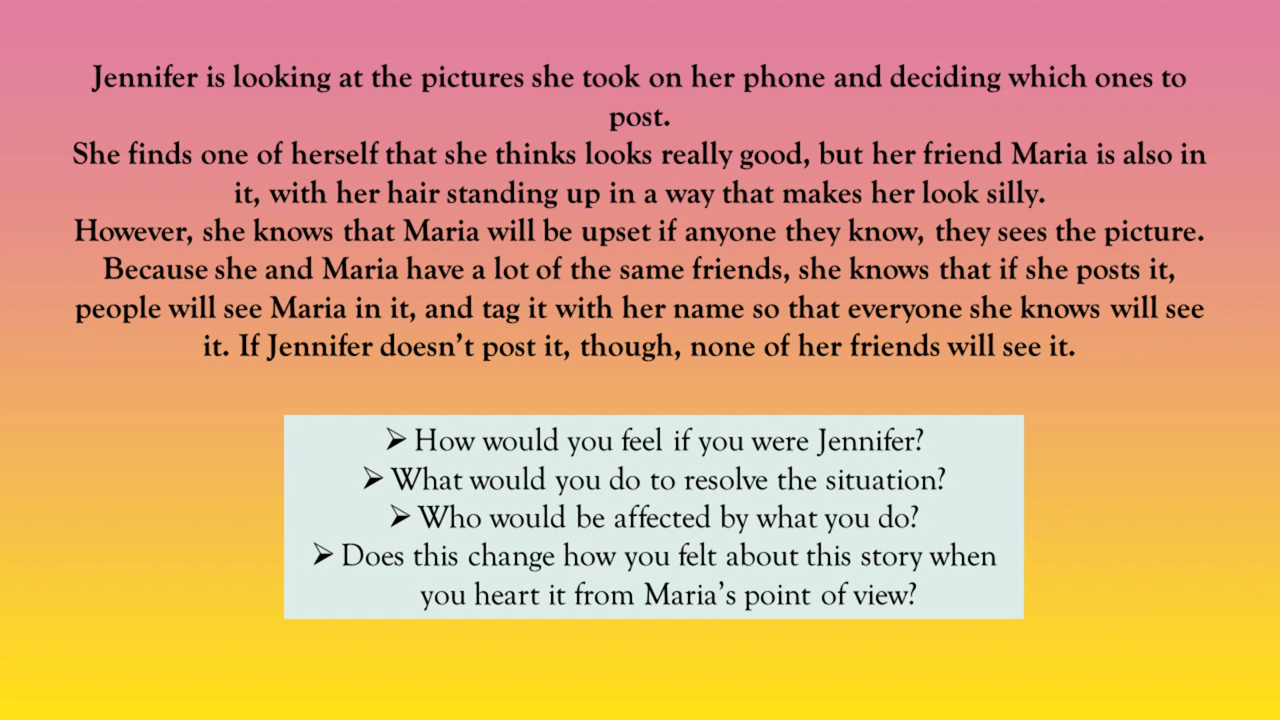 Jennifer is looking at the pictures she took on her phone and deciding which ones to
post.
She finds one of herself that she thinks looks really good, but her friend Maria is also in
it, with her hair standing up in a way that makes her look silly.
However, she knows that Maria will be upset if anyone they know, they sees the picture.
Because she and Maria have a lot of the same friends, she knows that if she posts it,
people will see Maria in it, and tag it with her name so that everyone she knows will see
it. If Jennifer doesn’t post it, though, none of her friends will see it.
➢ How would you feel if you were Jennifer?
➢ What would you do to resolve the situation?
➢ Who would be affected by what you do?
➢ Does this change how you felt about this story when
you heart it from Maria’s point of view?